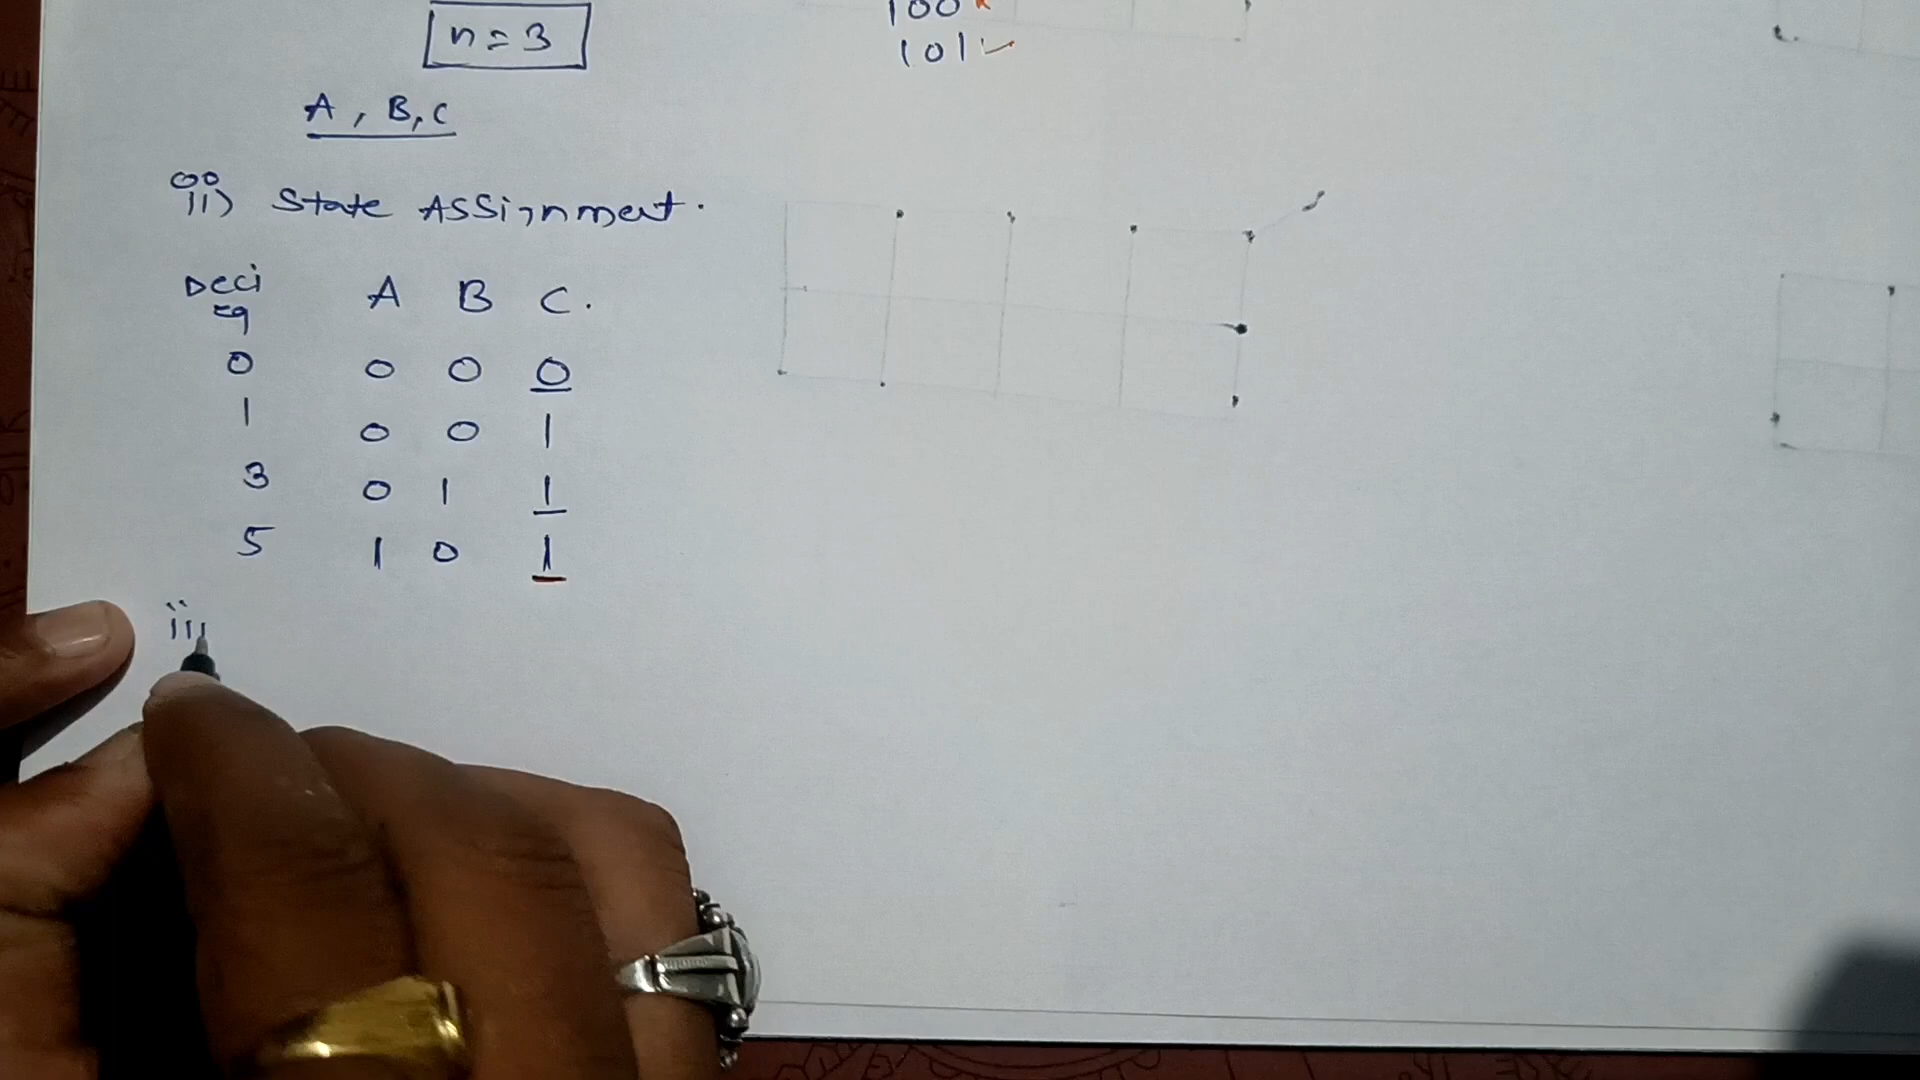 n = 3
100
101
A, B, C
ii) State Assignment.
Deci A B C.
Eq
0 0 0 0
1 0 0 1
3 0 1 1
5 1 0 1
iii